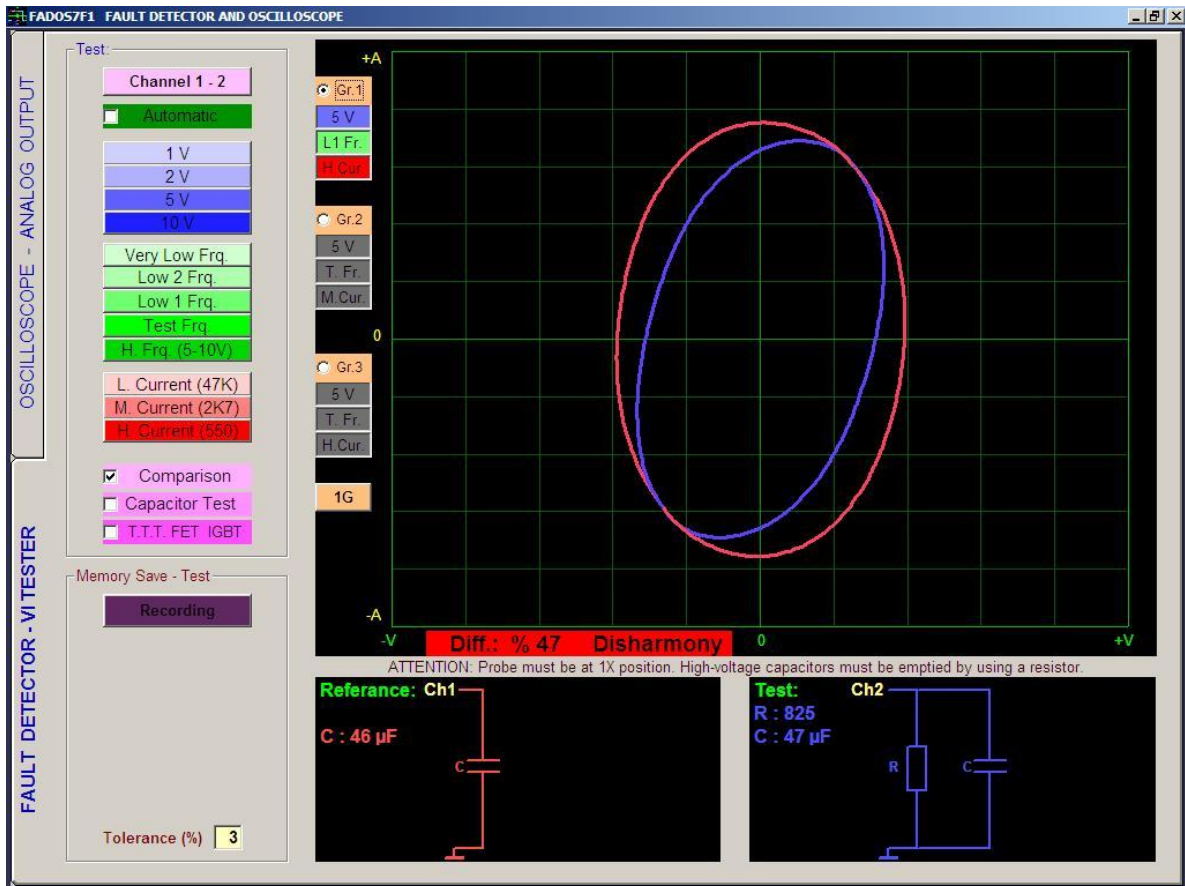 FADOS7F1 FAULT DETECTOR AND OSCILLOSCOPE
OSCILLOSCOPE - ANALOG OUTPUT
FAULT DETECTOR - VI TESTER
Test:
Channel 1 - 2
Automatic
1 V
2 V
5 V
10 V
Very Low Frq.
Low 2 Frq.
Low 1 Frq.
Test Frq.
H. Frq. (5-10V)
L. Current (47K)
M. Current (2K7)
H. Current (550)
Comparison
Capacitor Test
T.T.T. FET IGBT
Memory Save - Test
Recording
Tolerance (%) 3
Gr.1
5 V
L1 Fr.
H.Cur.
Gr.2
5 V
T. Fr.
M.Cur.
Gr.3
5 V
T. Fr.
H.Cur.
1G
+A
0
-A
-V
0
+V
Diff.: % 47 Disharmony
ATTENTION: Probe must be at 1X position. High-voltage capacitors must be emptied by using a resistor.
Referance: Ch1
C : 46 µF
C
Test: Ch2
R : 825
C : 47 µF
R
C